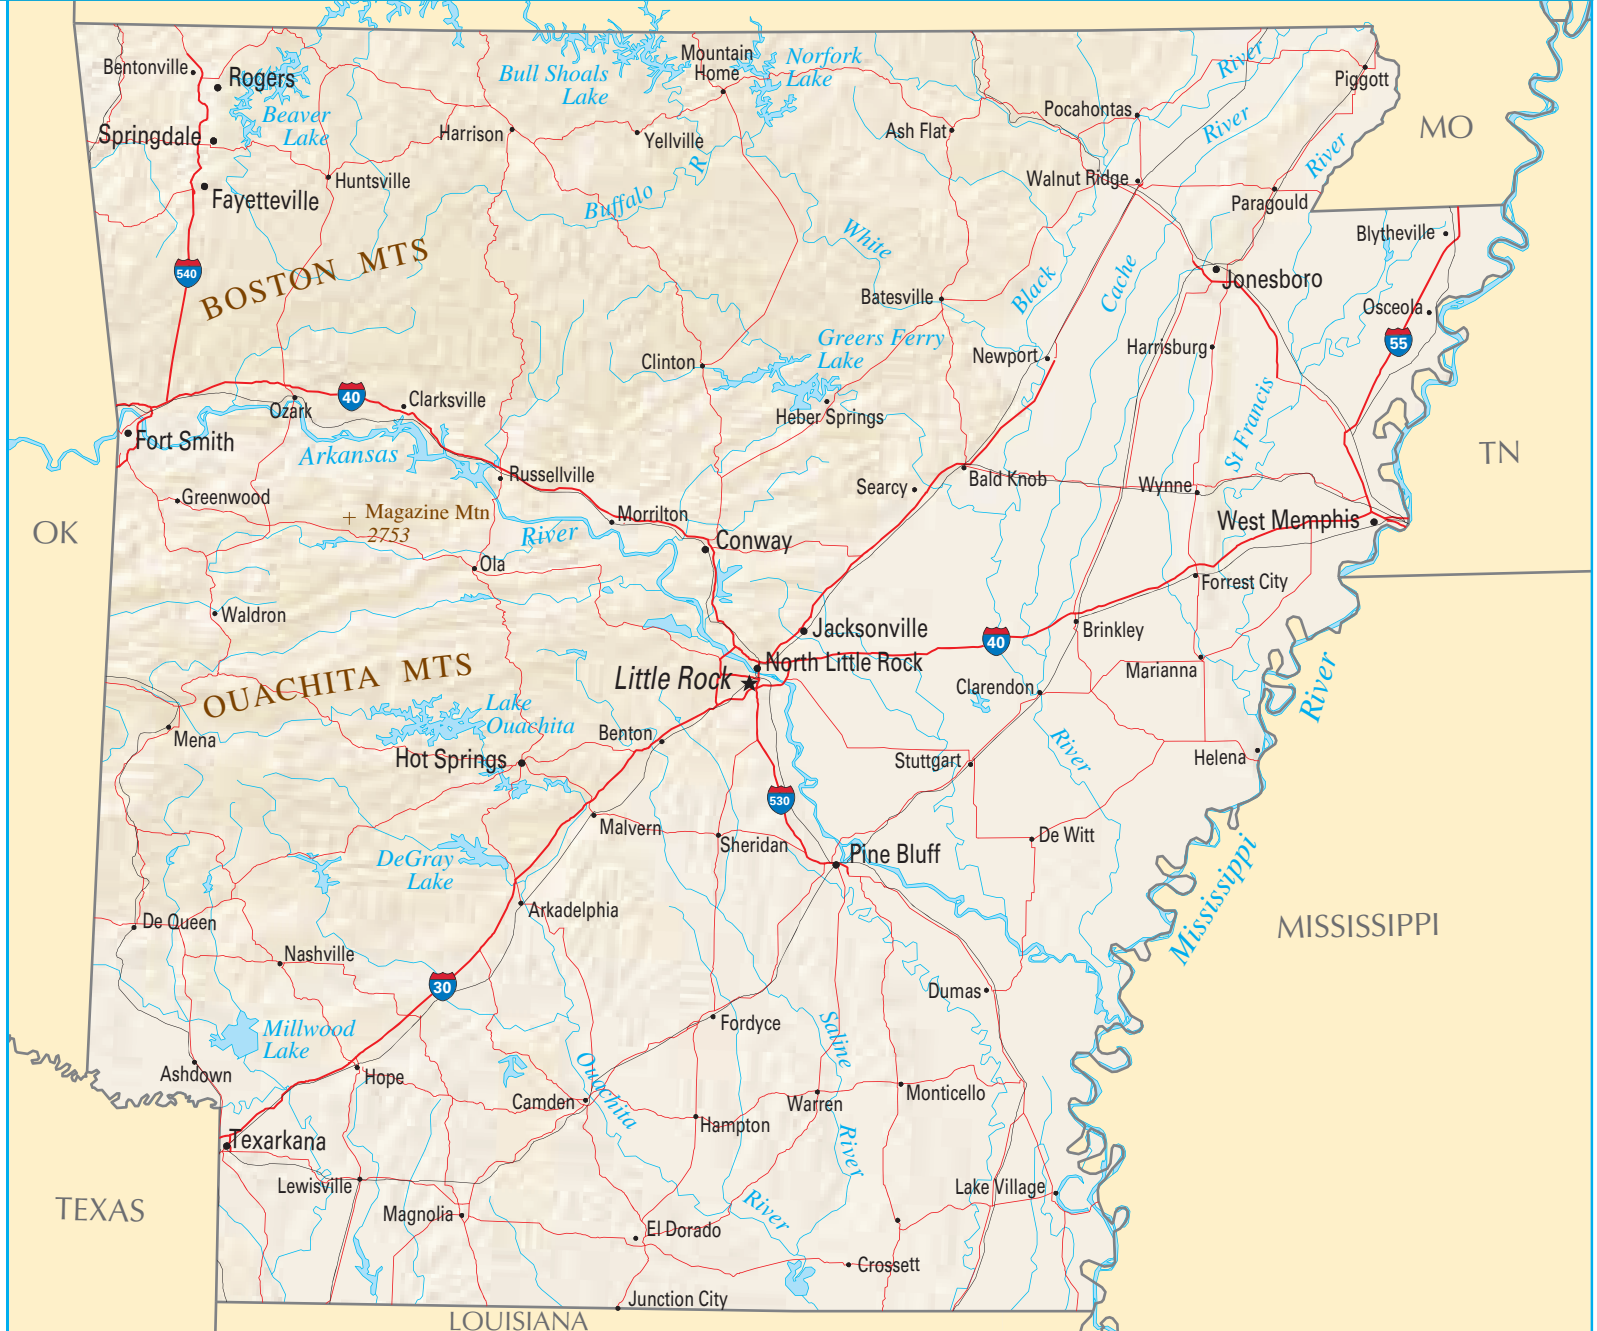 Bentonville
Rogers
Beaver
Lake
Springdale
Fayetteville
Huntsville
Harrison
Bull Shoals
Lake
Mountain
Home
Norfork
Lake
Yellville
Buffalo
R
Ash Flat
Pocahontas
River
River
River
Piggott
MO
Walnut Ridge
Paragould
Blytheville
540
BOSTON MTS
White
Batesville
Black
Cache
Jonesboro
Osceola
55
Clinton
Greers Ferry
Lake
Newport
Harrisburg
40
Clarksville
Ozark
Heber Springs
St Francis
Fort Smith
Arkansas
Russellville
TN
Searcy
Bald Knob
Wynne
Greenwood
OK
Magazine Mtn
2753
Morrilton
River
Conway
West Memphis
Ola
Forrest City
Waldron
Jacksonville
40
Brinkley
North Little Rock
Little Rock
Marianna
Clarendon
OUACHITA MTS
River
Lake
Ouachita
Mena
Benton
Hot Springs
Stuttgart
River
Helena
530
Malvern
Sheridan
De Witt
Pine Bluff
DeGray
Lake
Mississippi
Arkadelphia
De Queen
MISSISSIPPI
Nashville
30
Dumas
Millwood
Lake
Fordyce
Saline
Ashdown
Hope
Ouachita
Camden
Warren
Monticello
Hampton
River
Texarkana
Lewisville
Lake Village
TEXAS
Magnolia
River
El Dorado
Crossett
Junction City
LOUISIANA